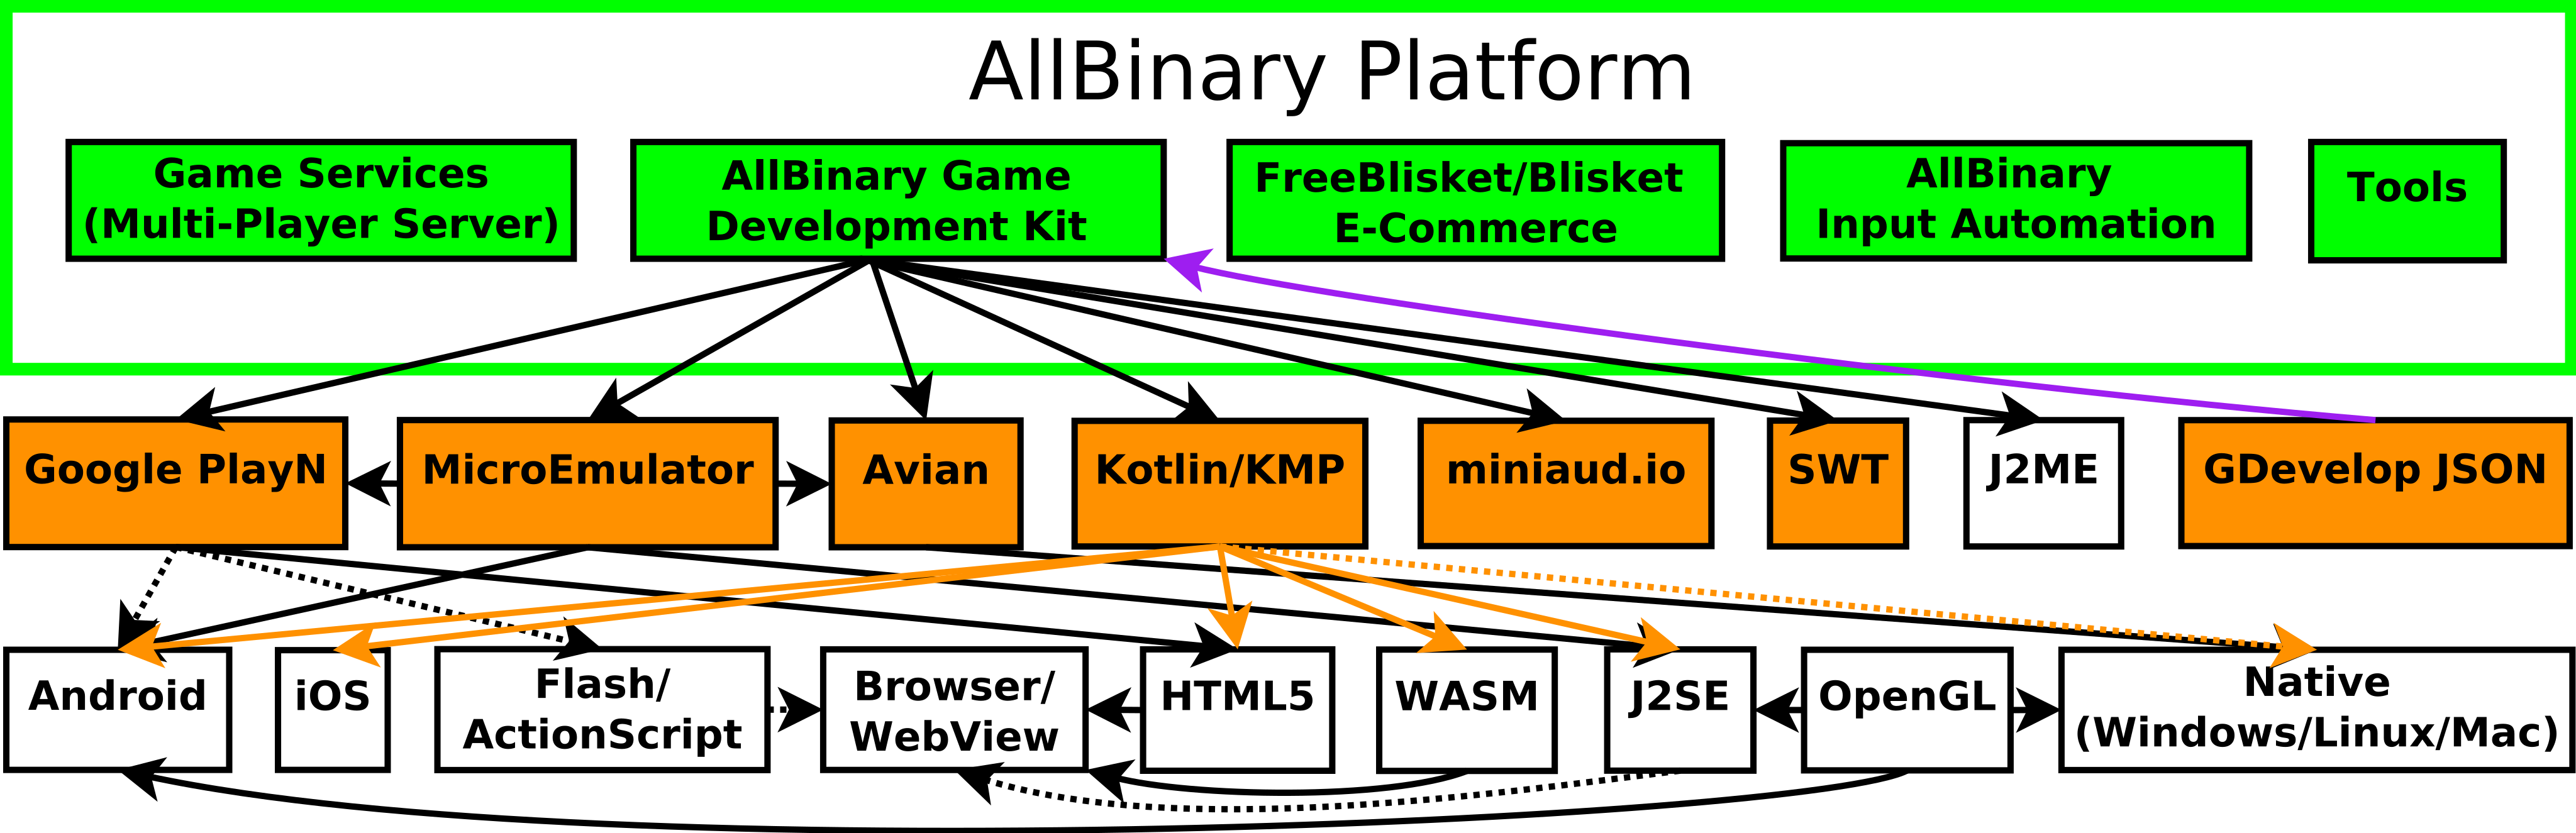 AllBinary Platform
Game Services
(Multi-Player Server)
AllBinary Game
Development Kit
FreeBlisket/Blisket
E-Commerce
AllBinary
Input Automation
Tools
Google PlayN
MicroEmulator
Avian
Kotlin/KMP
miniaud.io
SWT
J2ME
GDevelop JSON
Android
iOS
Flash/
ActionScript
Browser/
WebView
HTML5
WASM
J2SE
OpenGL
Native
(Windows/Linux/Mac)